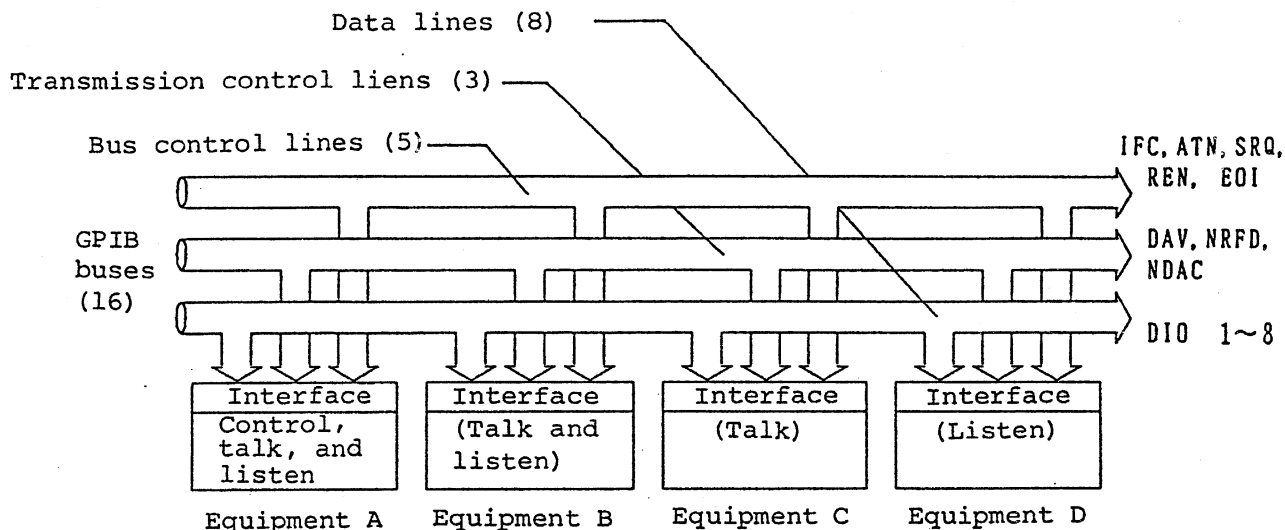 Data lines (8)
Transmission control liens (3)
Bus control lines (5)
IFC, ATN, SRQ,
REN, EOI
GPIB
buses
(16)
DAV, NRFD,
NDAC
DIO 1~8
Interface
Control,
talk, and
listen
Equipment A
Interface
(Talk and
listen)
Equipment B
Interface
(Talk)
Equipment C
Interface
(Listen)
Equipment D